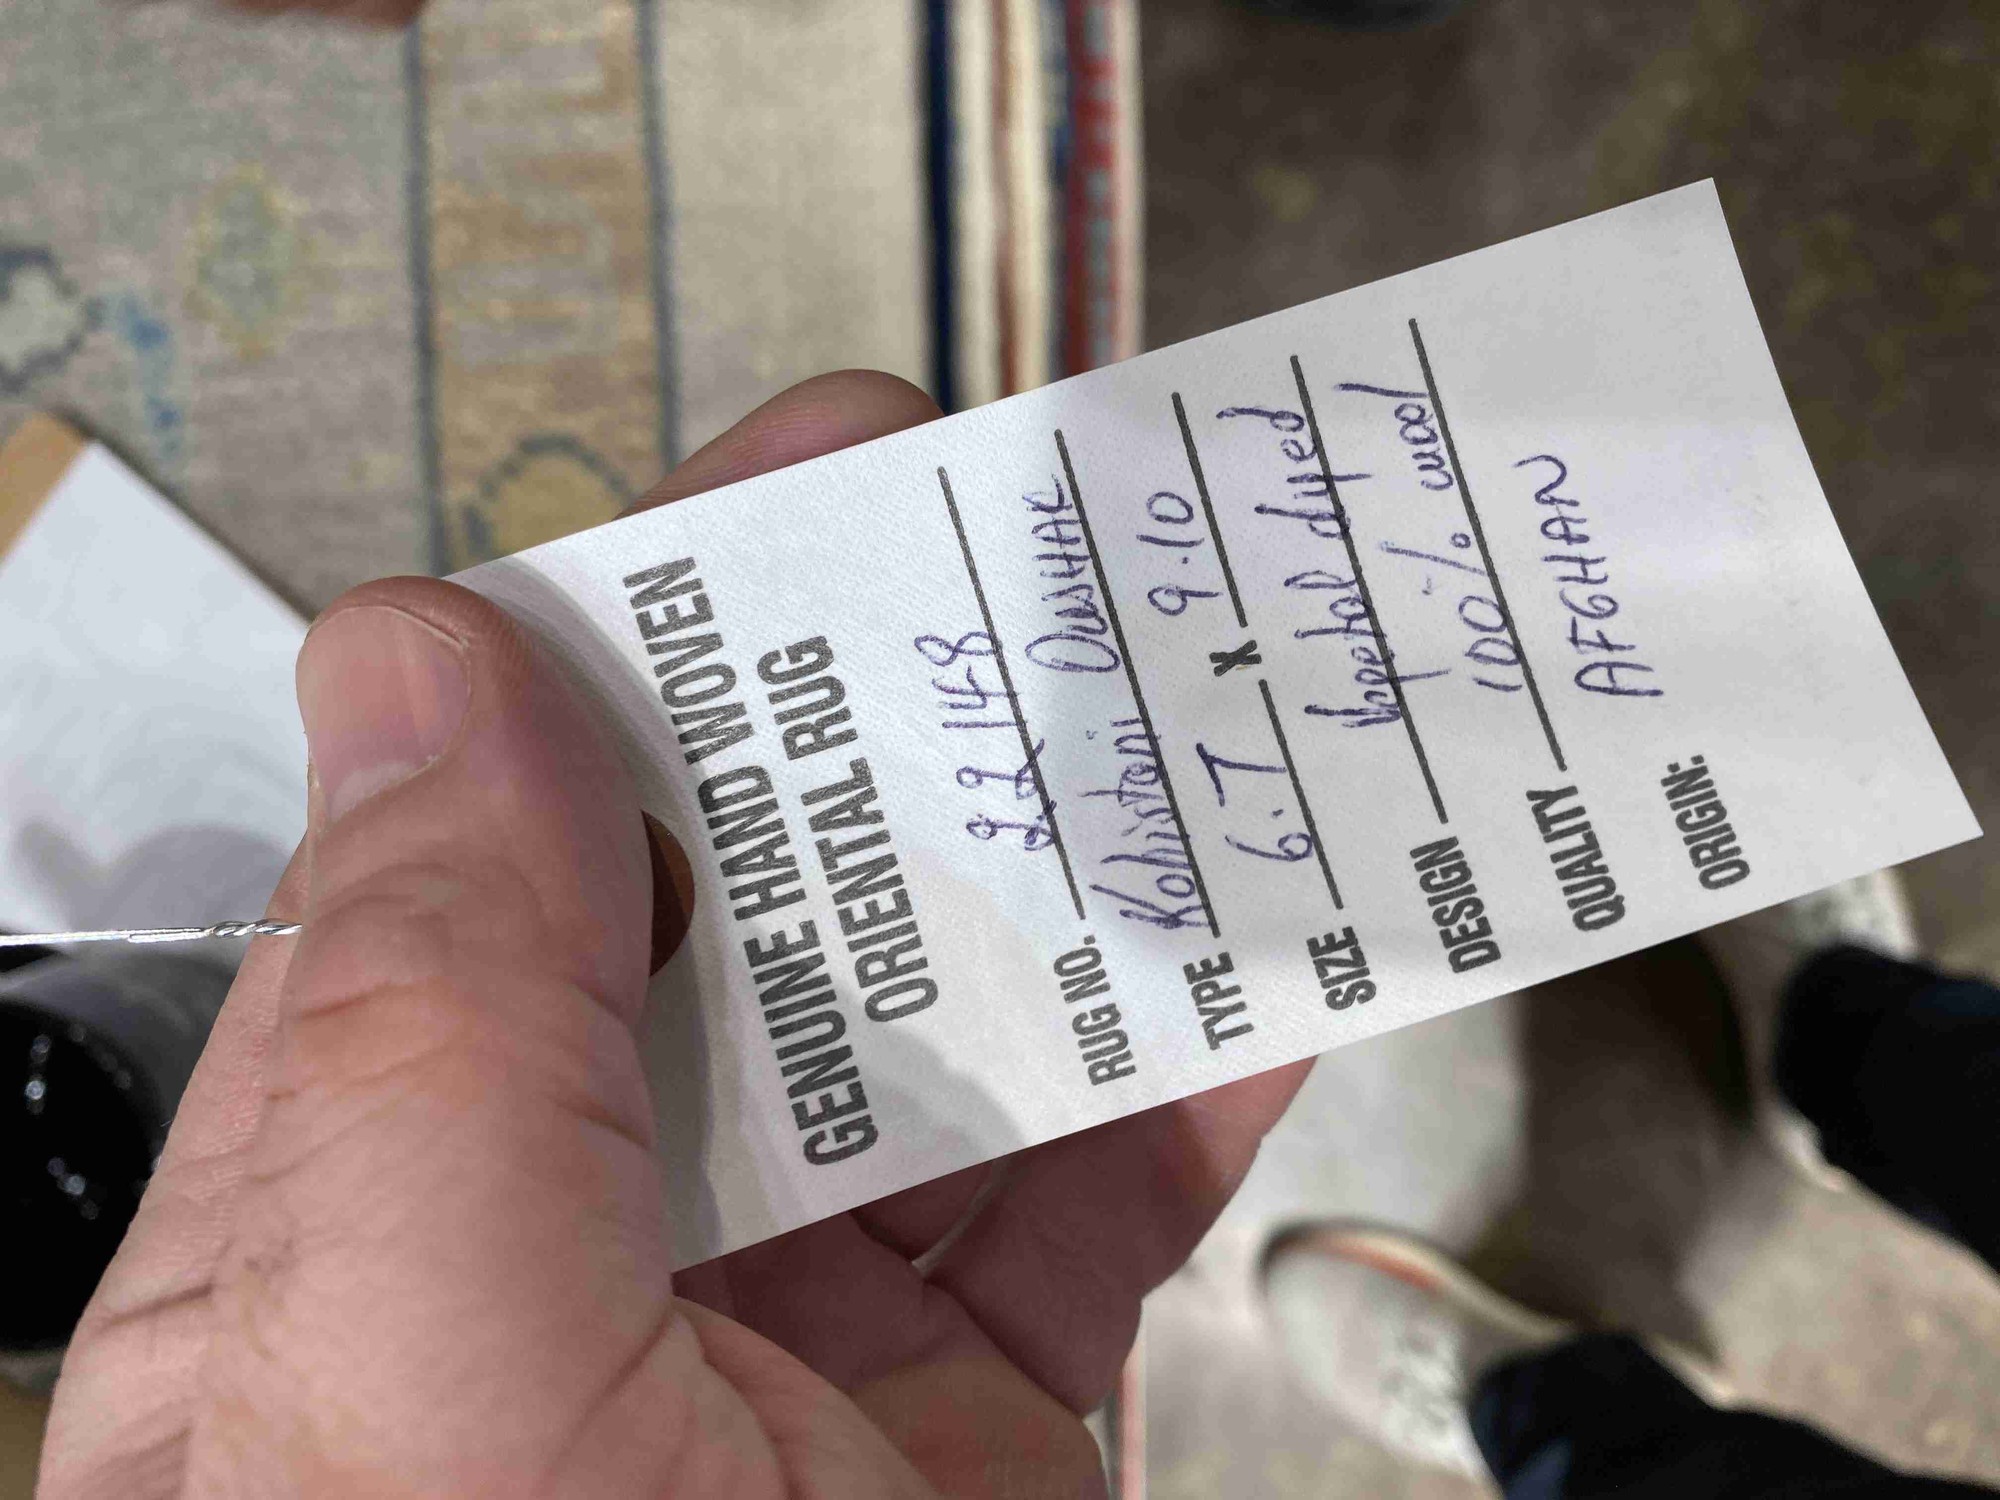 GENUINE HAND WOVEN
ORIENTAL RUG
RUG NO. 22148
TYPE Kohistani OUSHAK
SIZE 6.7 X 9.10
DESIGN dyed
QUALITY 100% wool
ORIGIN: AFGHAN